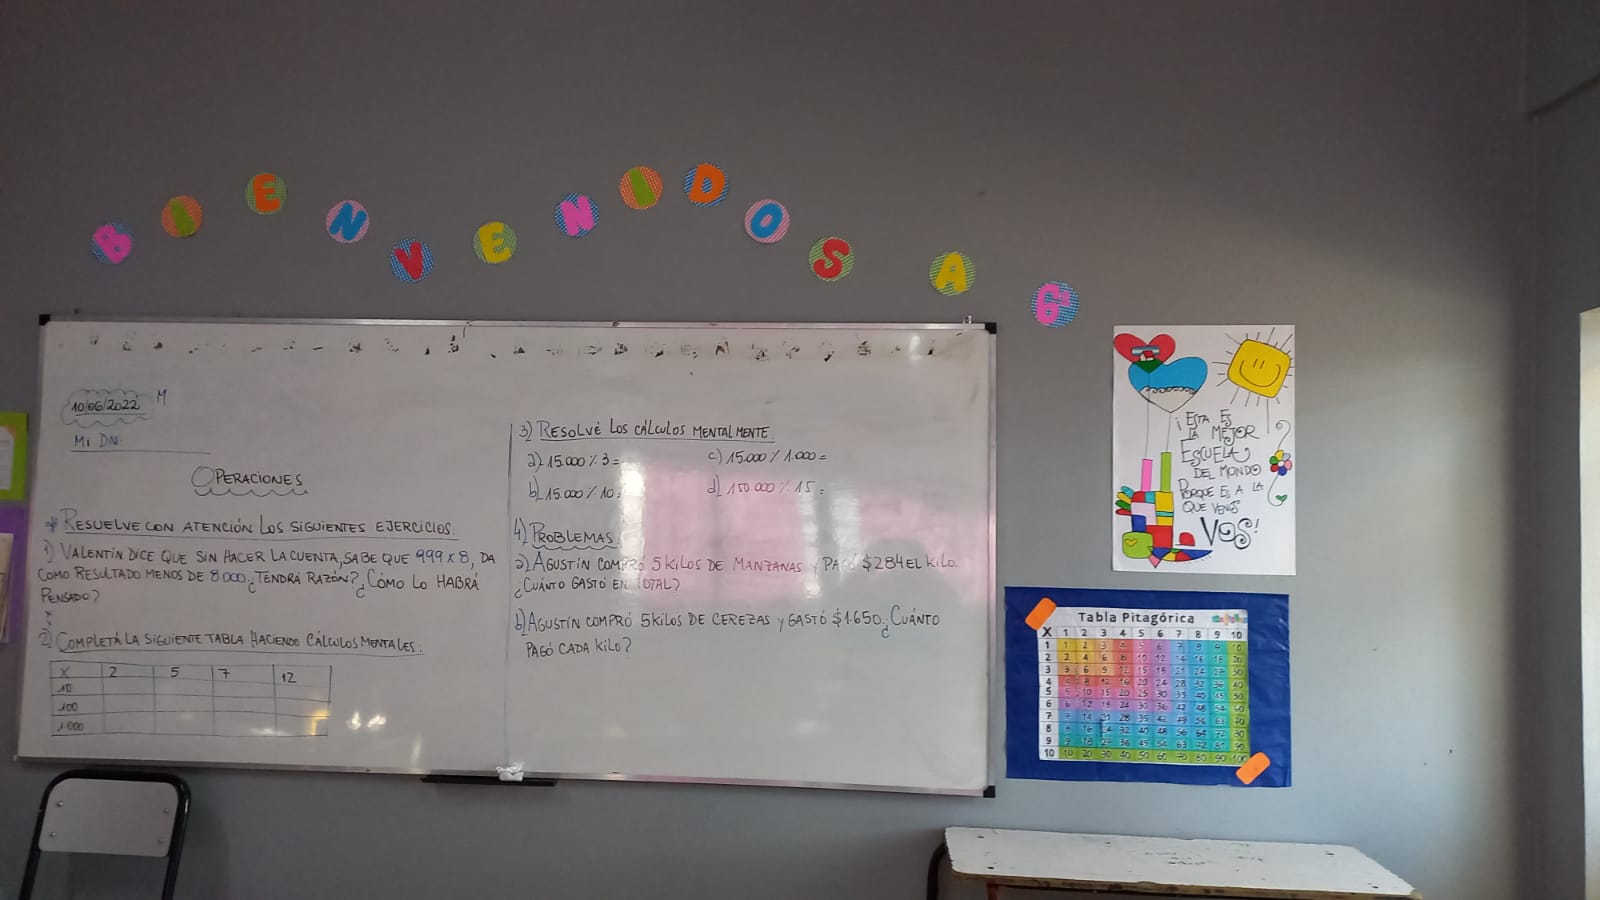 BIENVENIDOS A 6°
10/06/2022 M
MI DN:
OPERACIONES
* RESUELVE CON ATENCIÓN LOS SIGUIENTES EJERCICIOS.
1) VALENTÍN DICE QUE SIN HACER LA CUENTA, SABE QUE 999 X 8, DA
COMO RESULTADO MENOS DE 8.000 ¿TENDRÁ RAZÓN? ¿CÓMO LO HABRÁ
PENSADO?
2) COMPLETÁ LA SIGUIENTE TABLA HACIENDO CÁLCULOS MENTALES.
X 2 5 7 12
10
100
1.000
3) RESOLVÉ LOS CÁLCULOS MENTALMENTE:
a) 15.000 ٪ 3 =
c) 15.000 ٪ 1.000 =
b) 15.000 ٪ 10 =
d) 150.000 ٪ 15 =
4) PROBLEMAS.
a) AGUSTÍN COMPRÓ 5 KILOS DE MANZANAS Y PAGÓ $284 EL KILO.
¿CUÁNTO GASTÓ EN TOTAL?
b) AGUSTÍN COMPRÓ 5 KILOS DE CEREZAS Y GASTÓ $1.650. ¿CUÁNTO
PAGÓ CADA KILO?
¡ESTA ES
LA MEJOR
ESCUELA
DEL MONDO
PORQUE ES A LA
QUE VENÍS
VOS!
Tabla Pitagórica
X 1 2 3 4 5 6 7 8 9 10
1 1 2 3 4 5 6 7 8 9 10
2 2 4 6 8 10 12 14 16 18 20
3 3 6 9 12 15 18 21 24 27 30
4 4 8 12 16 20 24 28 32 36 40
5 5 10 15 20 25 30 35 40 45 50
6 6 12 18 24 30 36 42 48 54 60
7 7 14 21 28 35 42 49 56 63 70
8 8 16 24 32 40 48 56 64 72 80
9 9 18 27 36 45 54 63 72 81 90
10 10 20 30 40 50 60 70 80 90 100